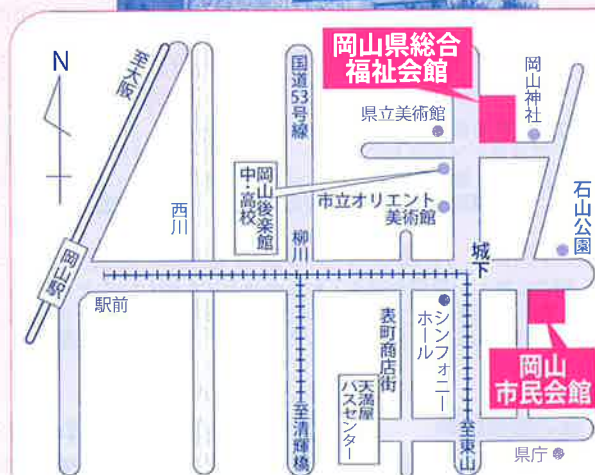 岡山県総合
福祉会館
N
至大阪
国道53号線
岡山神社
県立美術館
岡山後楽館
中・高校
市立オリエント
美術館
西川
石山公園
柳川
城下
岡山駅
駅前
シンフォニー
ホール
表町商店街
岡山
市民会館
天満屋
バスセンター
至清輝橋
至東山
県庁